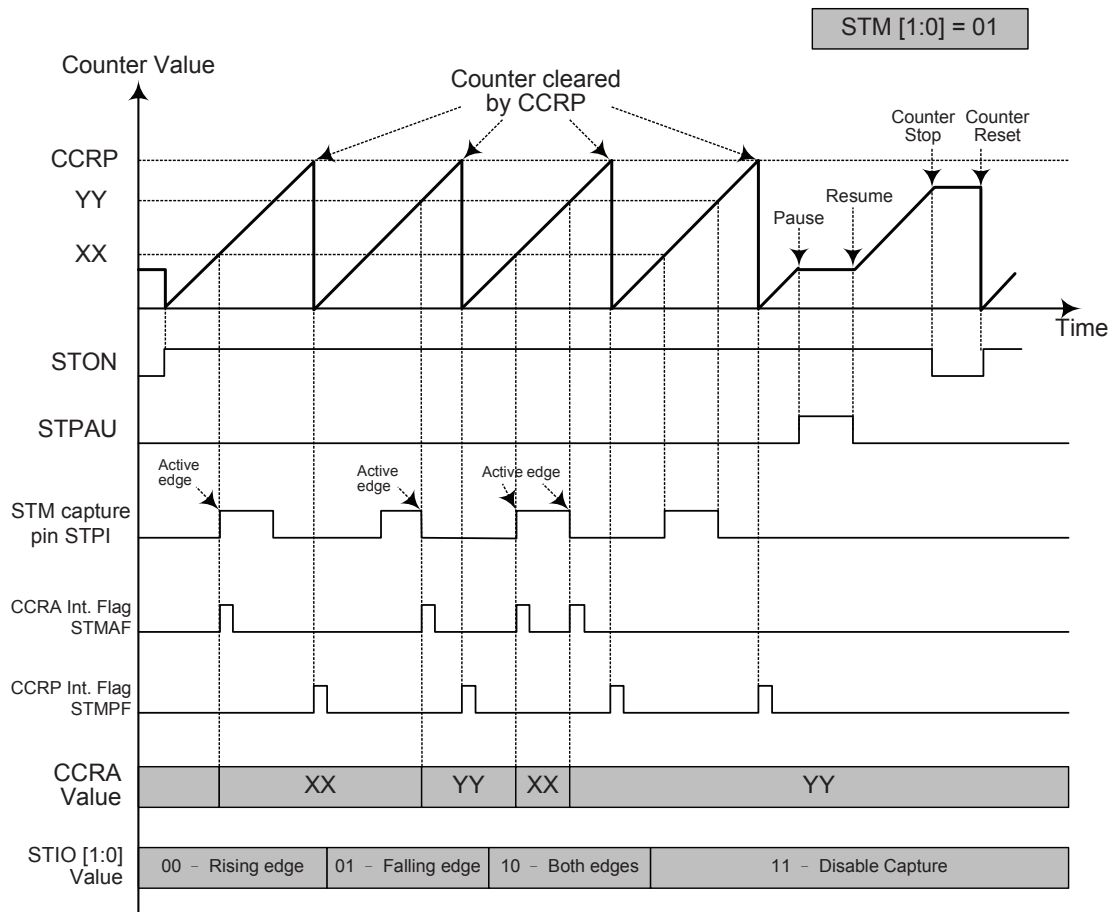 STM [1:0] = 01
Counter Value
Counter cleared
by CCRP
Counter
Stop
Counter
Reset
CCRP
YY
XX
Pause
Resume
Time
STON
STPAU
Active
edge
Active
edge
Active edge
STM capture
pin STPI
CCRA Int. Flag
STMAF
CCRP Int. Flag
STMPF
CCRA
Value
XX
YY
XX
YY
STIO [1:0]
Value
00 – Rising edge
01 – Falling edge
10 – Both edges
11 – Disable Capture